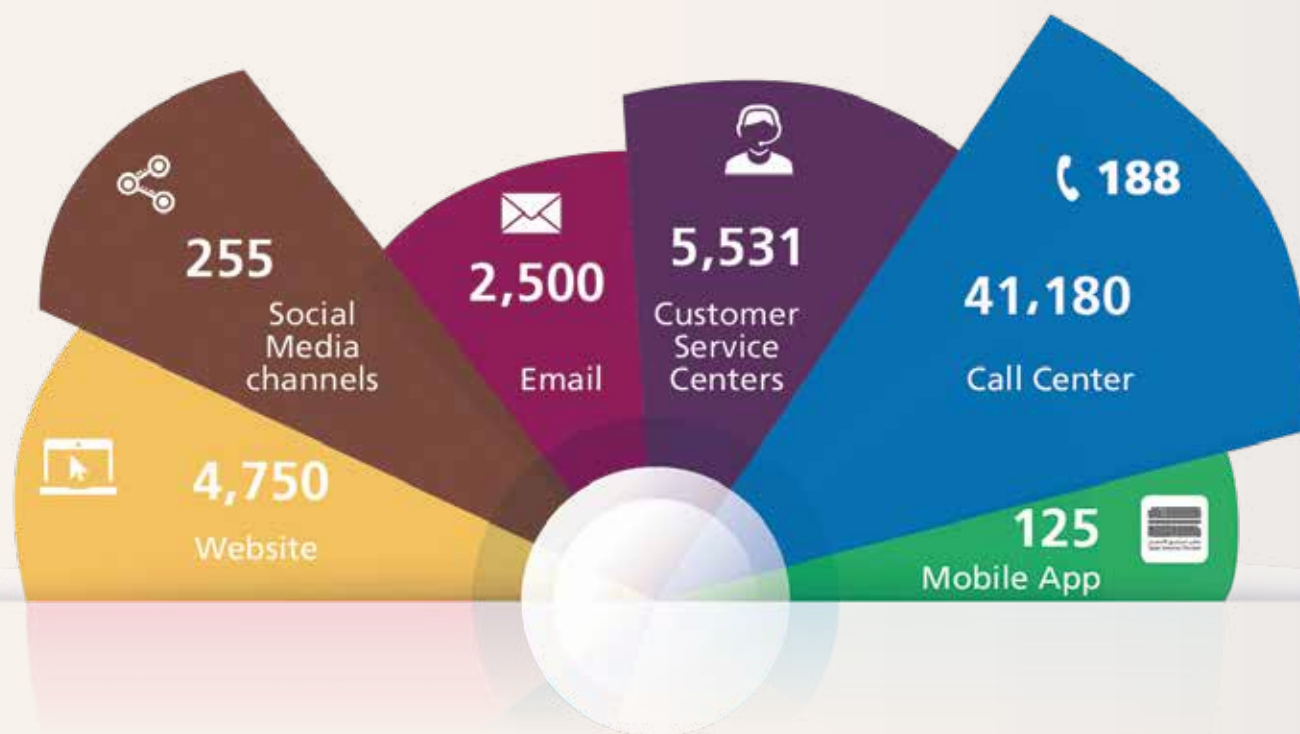 255
Social
Media
channels
4,750
Website
2,500
Email
5,531
Customer
Service
Centers
188
41,180
Call Center
125
Mobile App